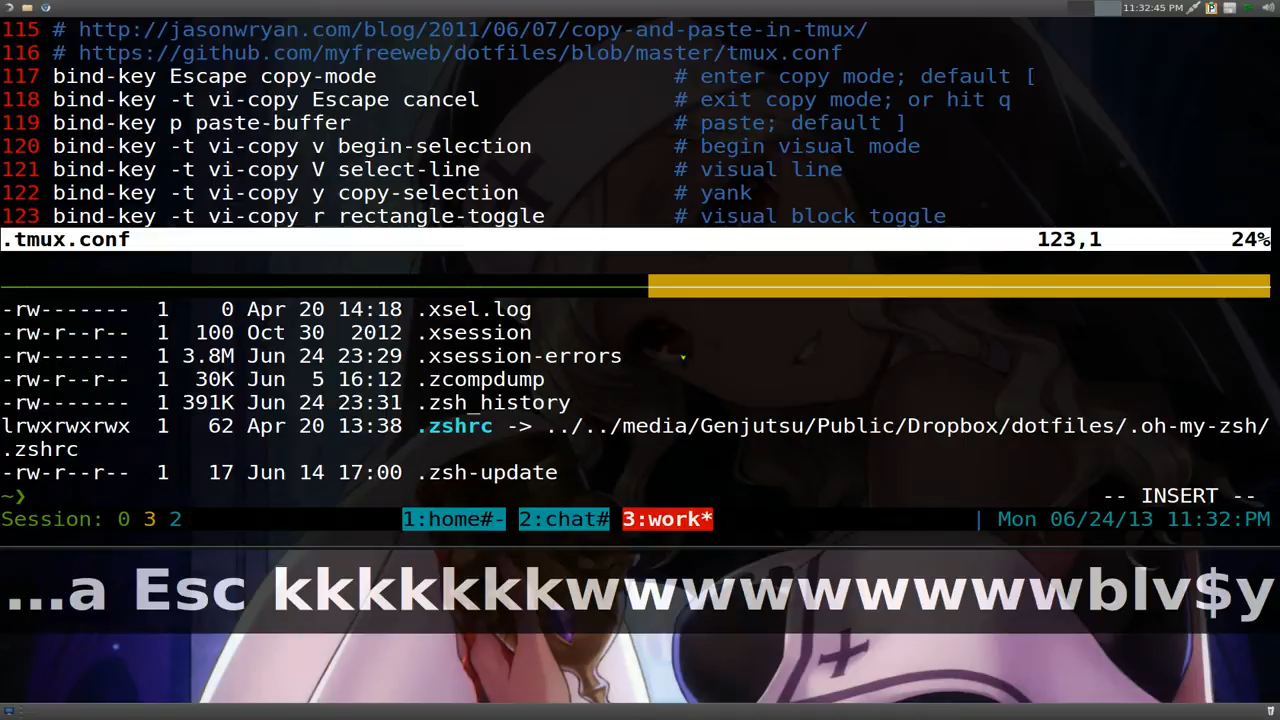 11:32:45 PM
115 # http://jasonwryan.com/blog/2011/06/07/copy-and-paste-in-tmux/
116 # https://github.com/myfreeweb/dotfiles/blob/master/tmux.conf
117 bind-key Escape copy-mode # enter copy mode; default [
118 bind-key -t vi-copy Escape cancel # exit copy mode; or hit q
119 bind-key p paste-buffer # paste; default ]
120 bind-key -t vi-copy v begin-selection # begin visual mode
121 bind-key -t vi-copy V select-line # visual line
122 bind-key -t vi-copy y copy-selection # yank
123 bind-key -t vi-copy r rectangle-toggle # visual block toggle
.tmux.conf 123,1 24%
-rw------- 1 0 Apr 20 14:18 .xsel.log
-rw-r--r-- 1 100 Oct 30 2012 .xsession
-rw------- 1 3.8M Jun 24 23:29 .xsession-errors
-rw-r--r-- 1 30K Jun 5 16:12 .zcompdump
-rw------- 1 391K Jun 24 23:31 .zsh_history
lrwxrwxrwx 1 62 Apr 20 13:38 .zshrc -> ../../media/Genjutsu/Public/Dropbox/dotfiles/.oh-my-zsh/
.zshrc
-rw-r--r-- 1 17 Jun 14 17:00 .zsh-update
~❯ -- INSERT --
Session: 0 3 2 1:home#- 2:chat# 3:work* | Mon 06/24/13 11:32:PM
...a Esc kkkkkkkwwwwwwwwwwblv$y